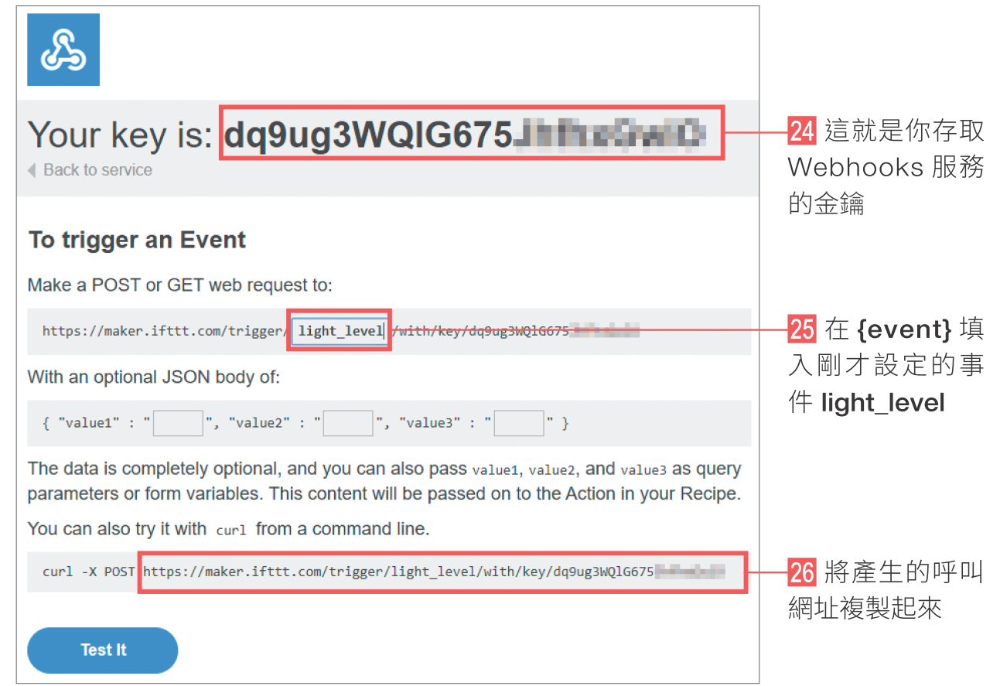 Your key is: dq9ug3WQlG675
Back to service
24 這就是你存取
Webhooks 服務
的金鑰
To trigger an Event
Make a POST or GET web request to:
https://maker.ifttt.com/trigger/ light_level /with/key/dq9ug3WQlG675
25 在 {event} 填
入剛才設定的事
件 light_level
With an optional JSON body of:
{ "value1" : "", "value2" : "", "value3" : "" }
The data is completely optional, and you can also pass value1, value2, and value3 as query
parameters or form variables. This content will be passed on to the Action in your Recipe.
You can also try it with curl from a command line.
curl -X POST https://maker.ifttt.com/trigger/light_level/with/key/dq9ug3WQlG675
26 將產生的呼叫
網址複製起來
Test It